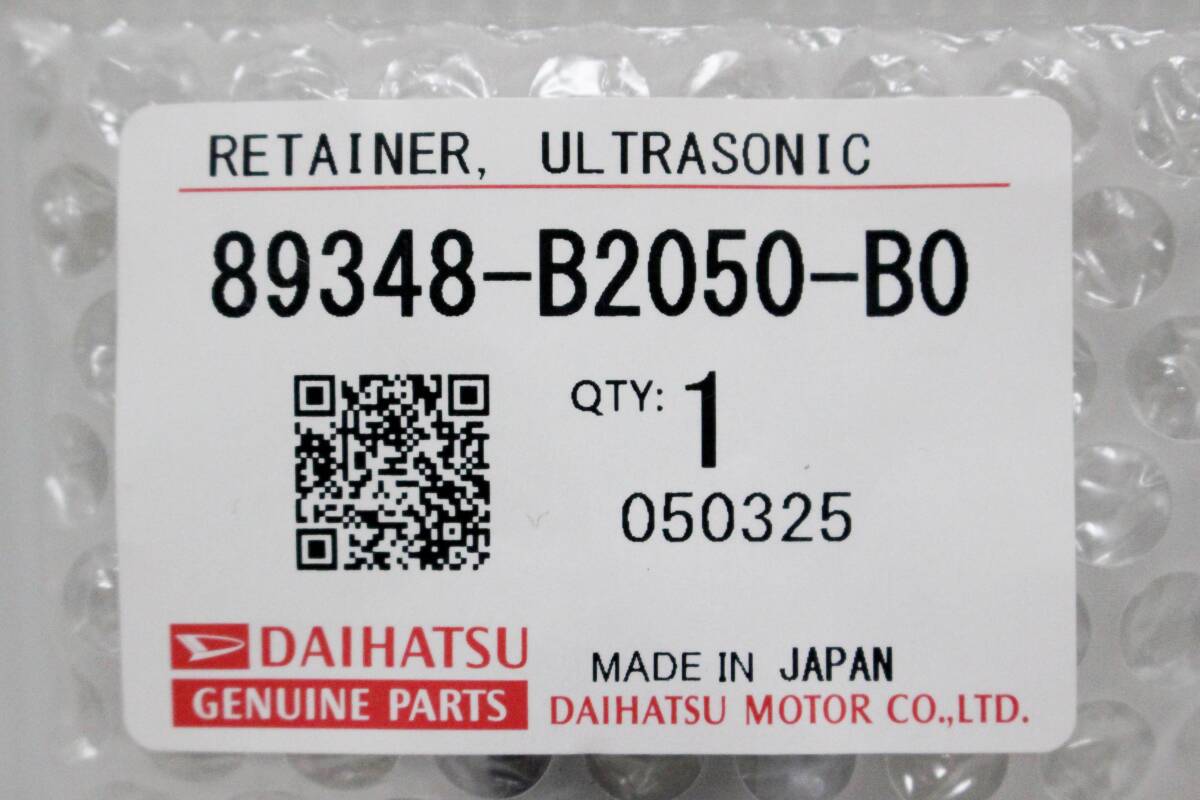 RETAINER, ULTRASONIC
89348-B2050-B0
QTY: 1
050325
DAIHATSU
GENUINE PARTS
MADE IN JAPAN
DAIHATSU MOTOR CO.,LTD.